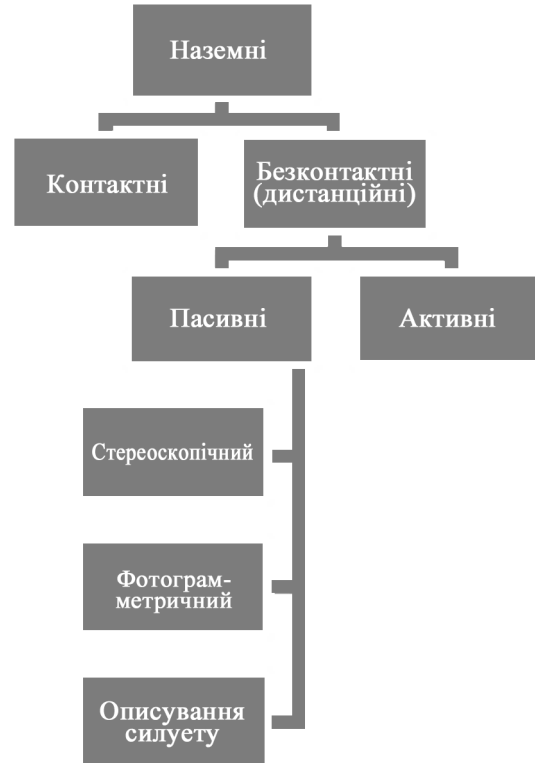 Наземні
Контактні
Безконтактні
(дистанційні)
Пасивні
Активні
Стереоскопічний
Фотограм-
метричний
Описування
силуету